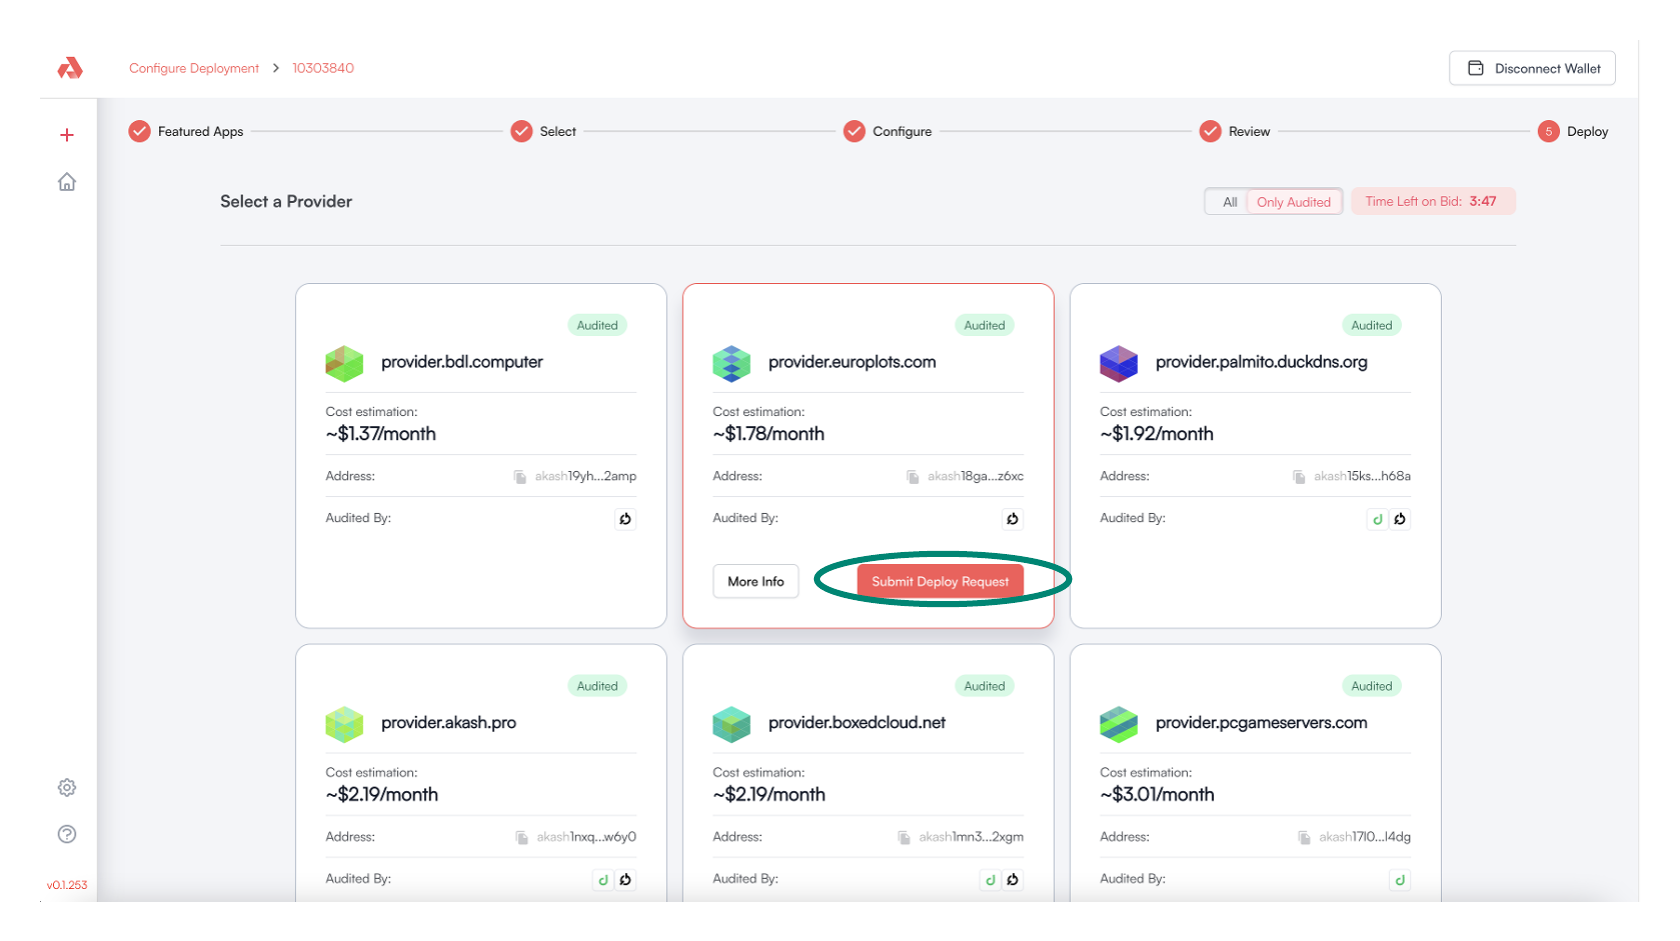 Configure Deployment > 10303840
Disconnect Wallet
Featured Apps
Select
Configure
Review
5 Deploy
Select a Provider
All Only Audited
Time Left on Bid: 3:47
Audited
provider.bdl.computer
Cost estimation:
~$1.37/month
Address: akash19yh...2amp
Audited By:
Audited
provider.europlots.com
Cost estimation:
~$1.78/month
Address: akash18ga...z6xc
Audited By:
More Info Submit Deploy Request
Audited
provider.palmito.duckdns.org
Cost estimation:
~$1.92/month
Address: akash15ks...h68a
Audited By:
Audited
provider.akash.pro
Cost estimation:
~$2.19/month
Address: akash1nxq...w6y0
Audited By:
Audited
provider.boxedcloud.net
Cost estimation:
~$2.19/month
Address: akash1mn3...2xgm
Audited By:
Audited
provider.pcgameservers.com
Cost estimation:
~$3.01/month
Address: akash17l0...l4dg
Audited By:
v0.1.253